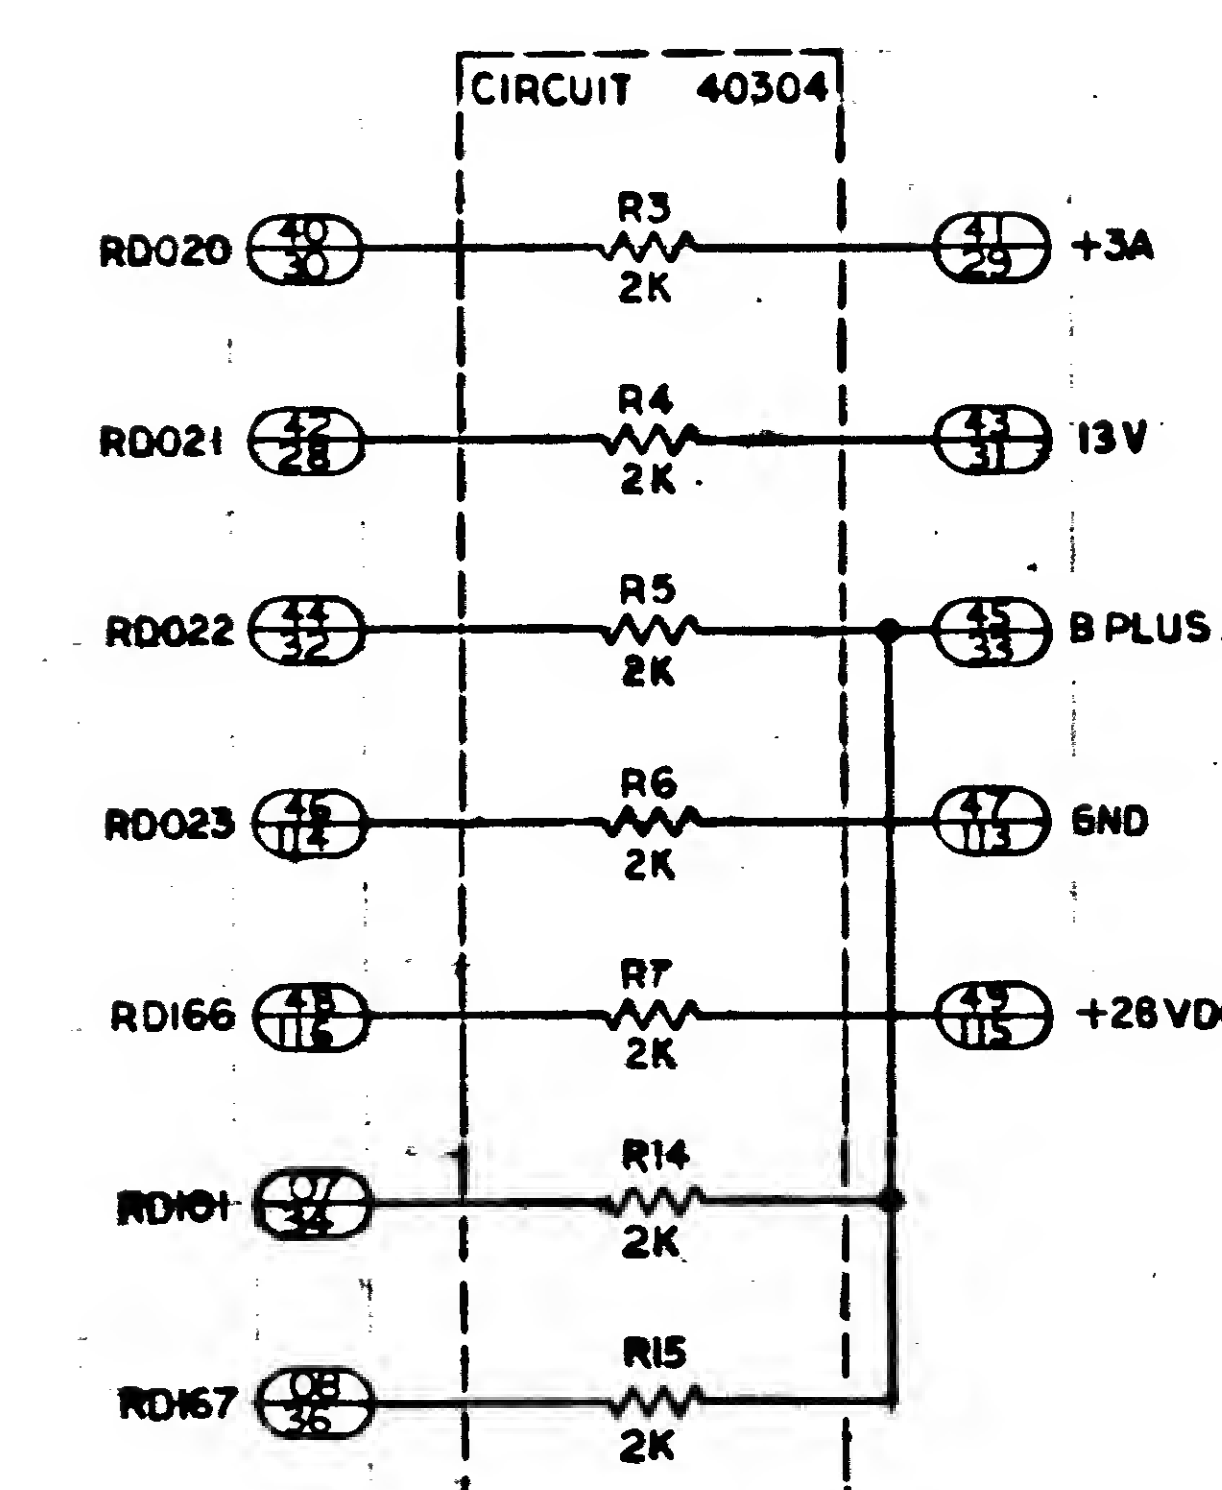 CIRCUIT 40304
R3
RD020 40 41 +3A
30 29
2K
R4
RD021 42 43 13V
28 31
2K
R5
RD022 44 45 B PLUS
32 33
2K
R6
RD023 46 47 GND
114 113
2K
R7
RD166 48 49 +28VD
116 115
2K
R14
RD101 07
34
2K
R15
RD167 08
36
2K